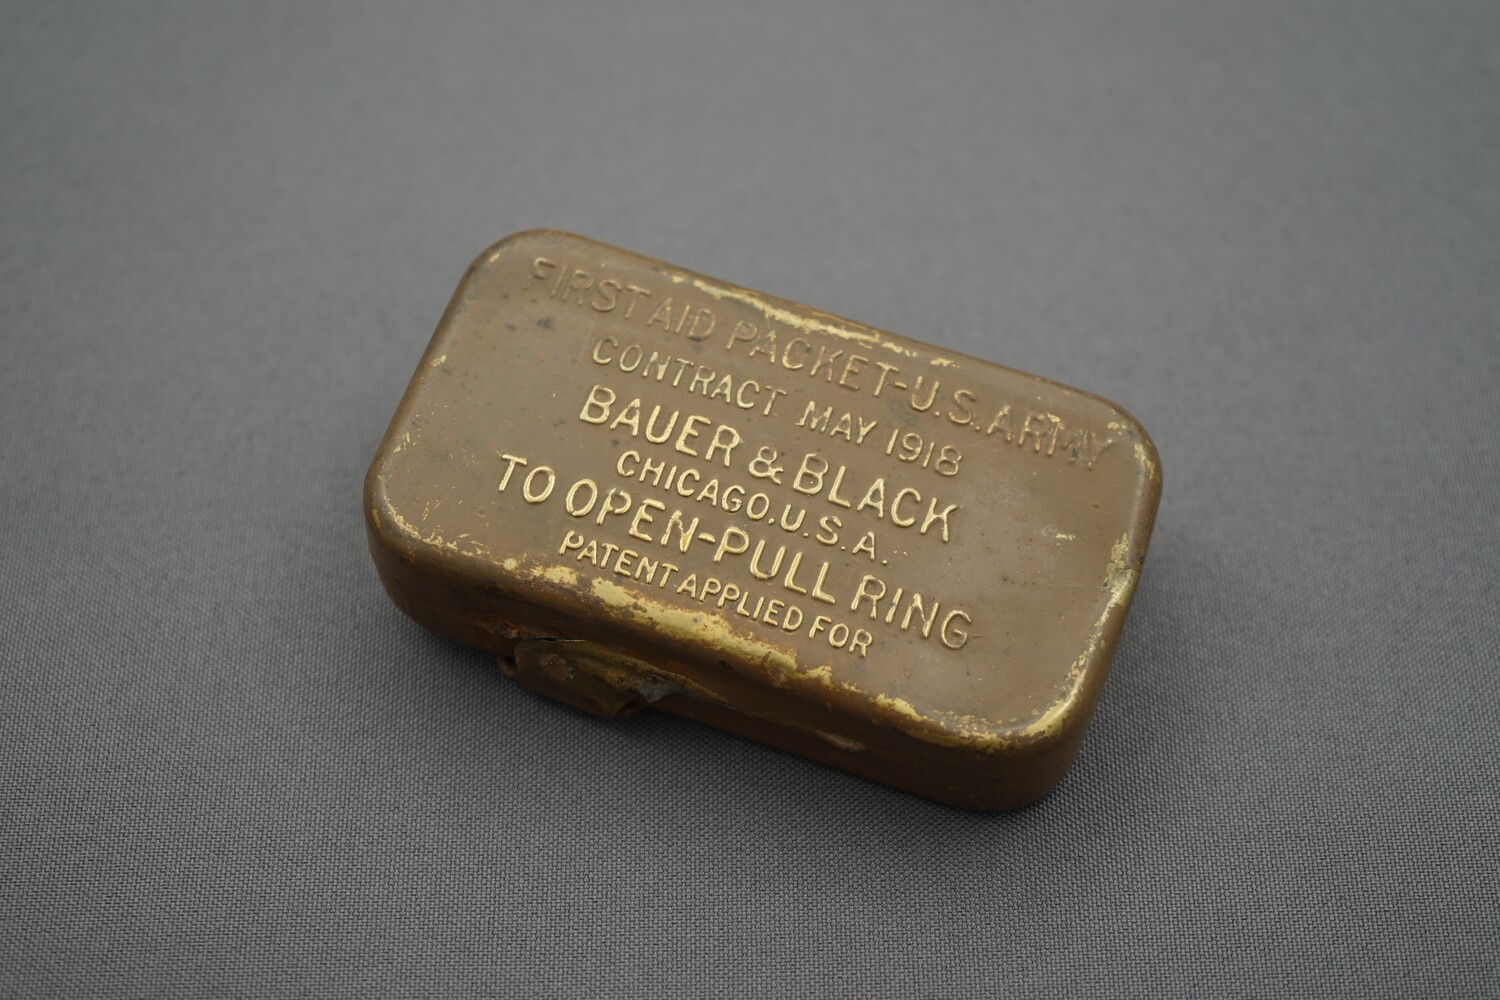 FIRST AID PACKET-U.S.ARMY
CONTRACT MAY 1918
BAUER & BLACK
CHICAGO.U.S.A.
TO OPEN-PULL RING
PATENT APPLIED FOR